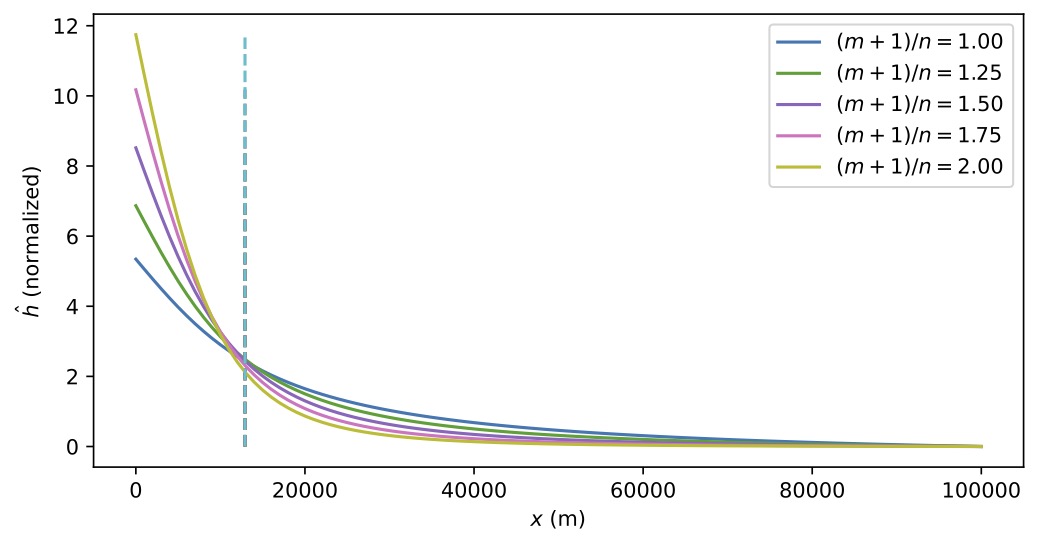 12
10
8
6
4
2
0
ĥ (normalized)
(m + 1)/n = 1.00
(m + 1)/n = 1.25
(m + 1)/n = 1.50
(m + 1)/n = 1.75
(m + 1)/n = 2.00
0 20000 40000 60000 80000 100000
x (m)